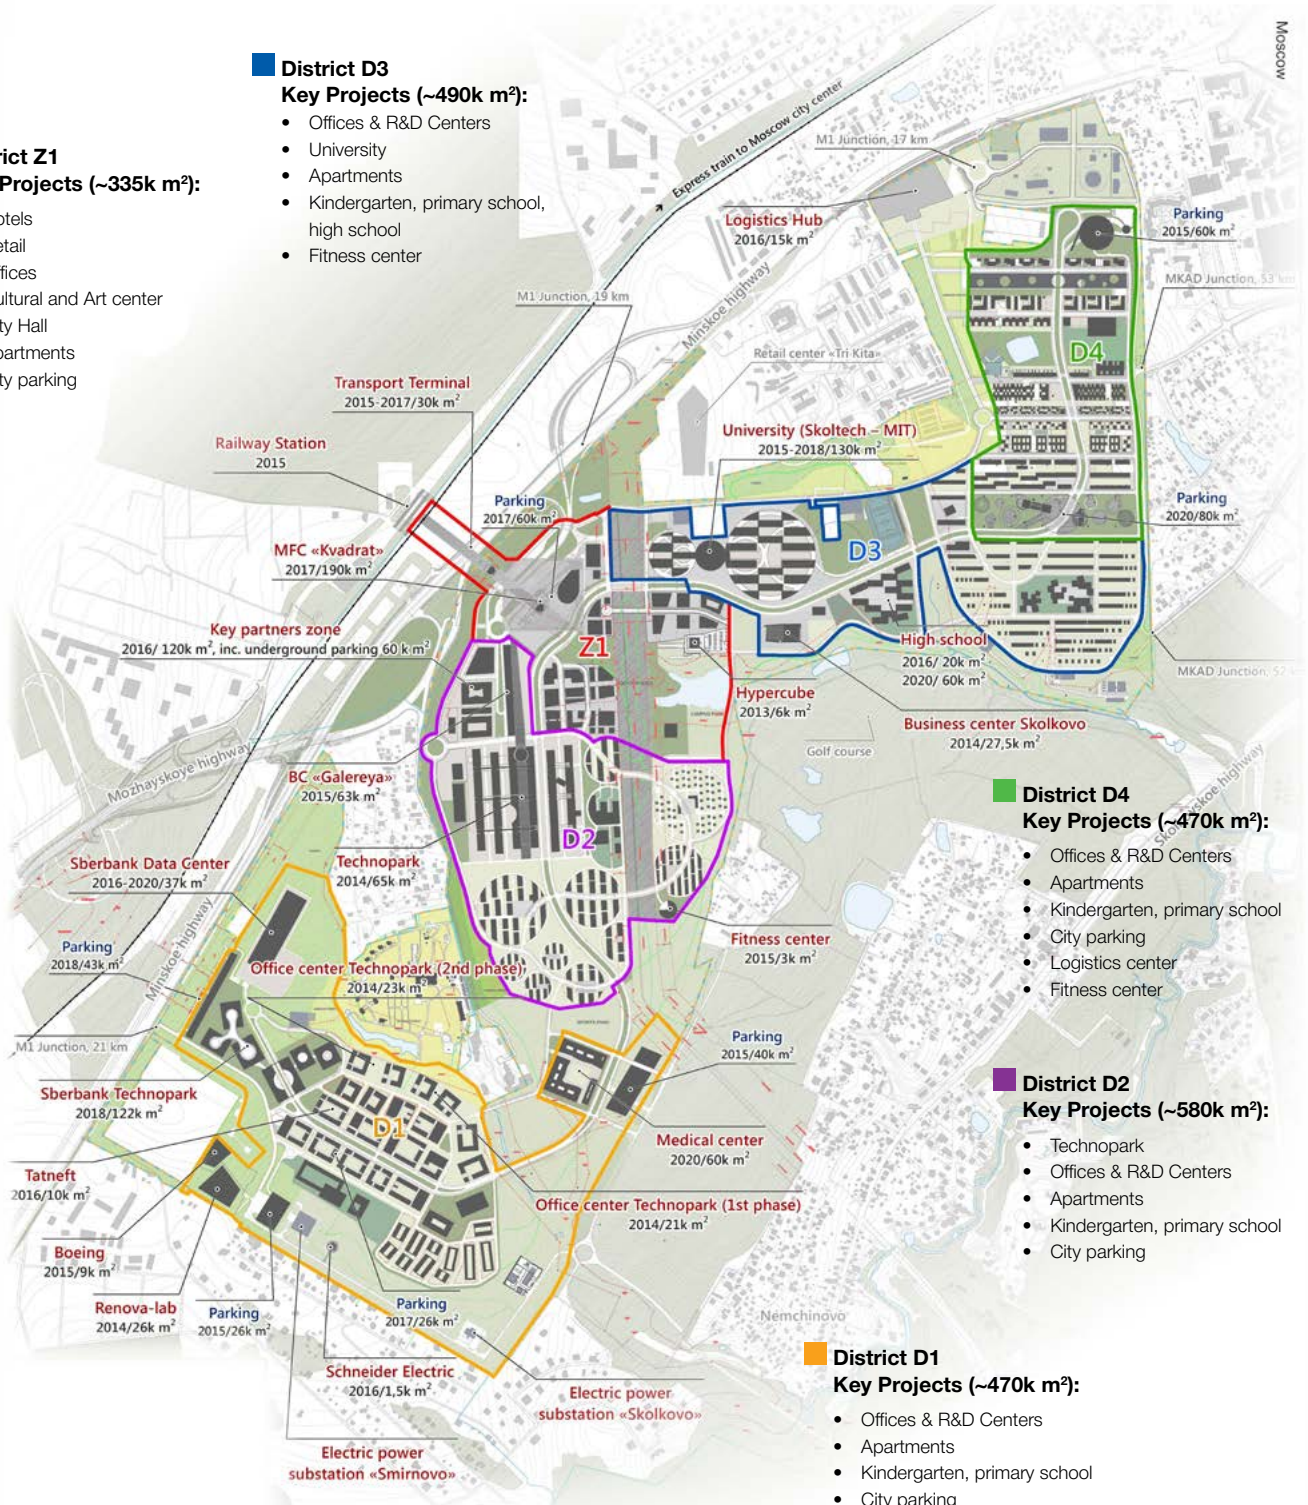 Moscow
District D3
Key Projects (~490k m²):
• Offices & R&D Centers
• University
• Apartments
• Kindergarten, primary school,
high school
• Fitness center
rict Z1
Projects (~335k m²):
otels
etail
fices
ultural and Art center
ty Hall
partments
ty parking
Express train to Moscow city center
M1 Junction, 17 km
Logistics Hub
2016/15k m²
Parking
2015/60k m²
MKAD Junction, 53 km
M1 Junction, 19 km
Minskoe highway
Retail center «Tri Kita»
D4
Transport Terminal
2015-2017/30k m²
Railway Station
2015
University (Skoltech – MIT)
2015-2018/130k m²
Parking
2017/60k m²
Parking
2020/80k m²
MFC «Kvadrat»
2017/190k m²
D3
Key partners zone
2016/ 120k m², inc. underground parking 60 k m²
Z1
High school
2016/ 20k m²
2020/ 60k m²
MKAD Junction, 52
Hypercube
2013/6k m²
Business center Skolkovo
2014/27,5k m²
Golf course
Mozhayskoye highway
BC «Galereya»
2015/63k m²
Skolkovskoe highway
District D4
Key Projects (~470k m²):
• Offices & R&D Centers
• Apartments
• Kindergarten, primary school
• City parking
• Logistics center
• Fitness center
D2
Technopark
2014/65k m²
Sberbank Data Center
2016-2020/37k m²
Minskoe highway
Parking
2018/43k m²
Fitness center
2015/3k m²
Office center Technopark (2nd phase)
2014/23k m²
M1 Junction, 21 km
Parking
2015/40k m²
Sberbank Technopark
2018/122k m²
D1
Medical center
2020/60k m²
District D2
Key Projects (~580k m²):
• Technopark
• Offices & R&D Centers
• Apartments
• Kindergarten, primary school
• City parking
Tatneft
2016/10k m²
Office center Technopark (1st phase)
2014/21k m²
Boeing
2015/9k m²
Renova-lab
2014/26k m²
Parking
2015/26k m²
Parking
2017/26k m²
Nemchinovo
Schneider Electric
2016/1,5k m²
Electric power
substation «Skolkovo»
Electric power
substation «Smirnovo»
District D1
Key Projects (~470k m²):
• Offices & R&D Centers
• Apartments
• Kindergarten, primary school
• City parking